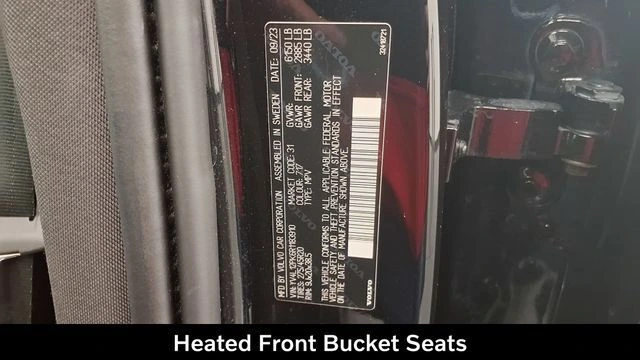 MFD BY VOLVO CAR CORPORATION ASSEMBLED IN SWEDEN DATE: 09/23
MARKET CODE: 31 GVWR: 6150 LB
COLOUR: 717 GAWR FRONT: 2985 LB
TYPE: MPV GAWR REAR: 3440 LB
TIRES: 275/45R20
THIS VEHICLE CONFORMS TO ALL APPLICABLE FEDERAL MOTOR
VEHICLE SAFETY AND THEFT PREVENTION STANDARDS IN EFFECT
ON THE DATE OF MANUFACTURE SHOWN ABOVE.
VOLVO
Heated Front Bucket Seats